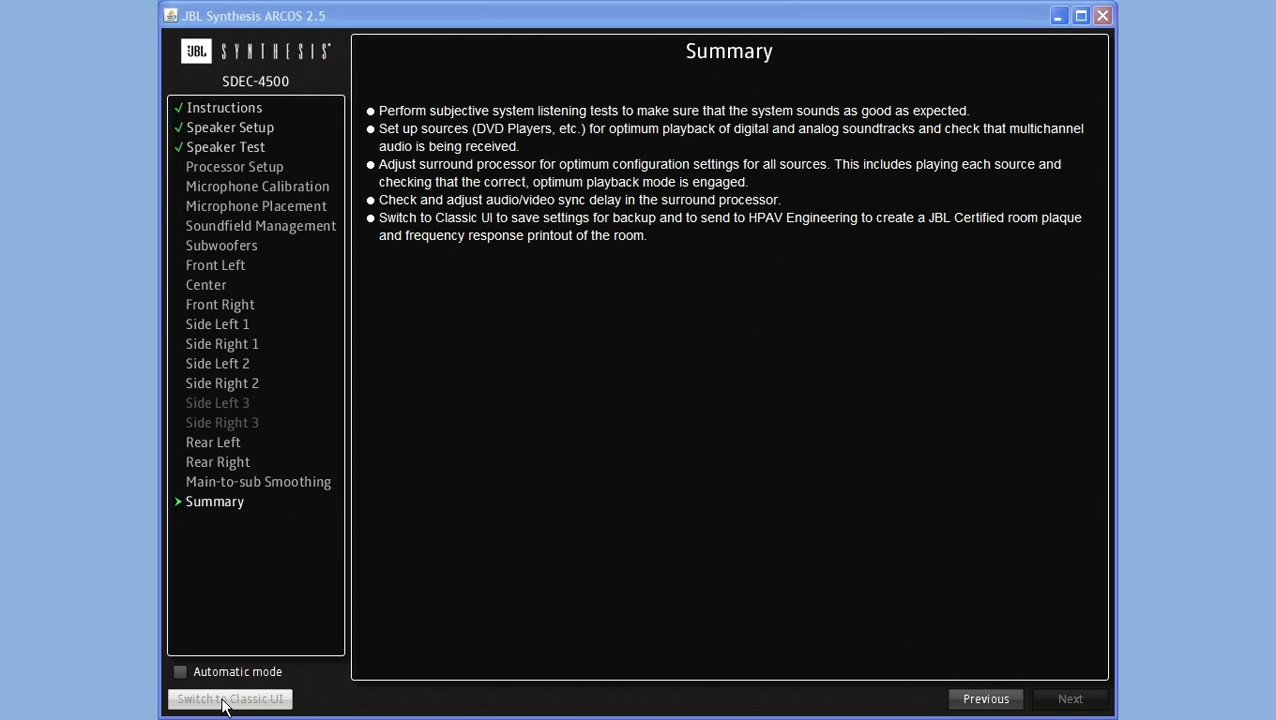 JBL Synthesis ARCOS 2.5
JBL SYNTHESIS
SDEC-4500
Instructions
Speaker Setup
Speaker Test
Processor Setup
Microphone Calibration
Microphone Placement
Soundfield Management
Subwoofers
Front Left
Center
Front Right
Side Left 1
Side Right 1
Side Left 2
Side Right 2
Side Left 3
Side Right 3
Rear Left
Rear Right
Main-to-sub Smoothing
Summary
Automatic mode
Switch to Classic UI
Summary
● Perform subjective system listening tests to make sure that the system sounds as good as expected.
● Set up sources (DVD Players, etc.) for optimum playback of digital and analog soundtracks and check that multichannel
audio is being received.
● Adjust surround processor for optimum configuration settings for all sources. This includes playing each source and
checking that the correct, optimum playback mode is engaged.
● Check and adjust audio/video sync delay in the surround processor.
● Switch to Classic UI to save settings for backup and to send to HPAV Engineering to create a JBL Certified room plaque
and frequency response printout of the room.
Previous
Next